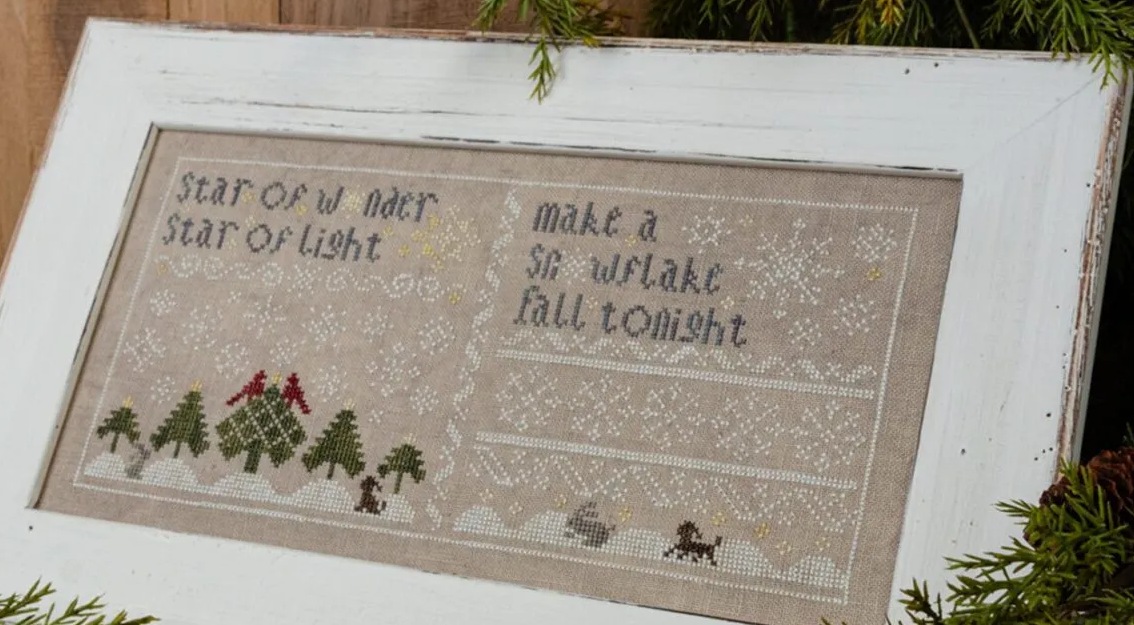 Star Of wonder
Star Of light
make a
snowflake
fall tonight